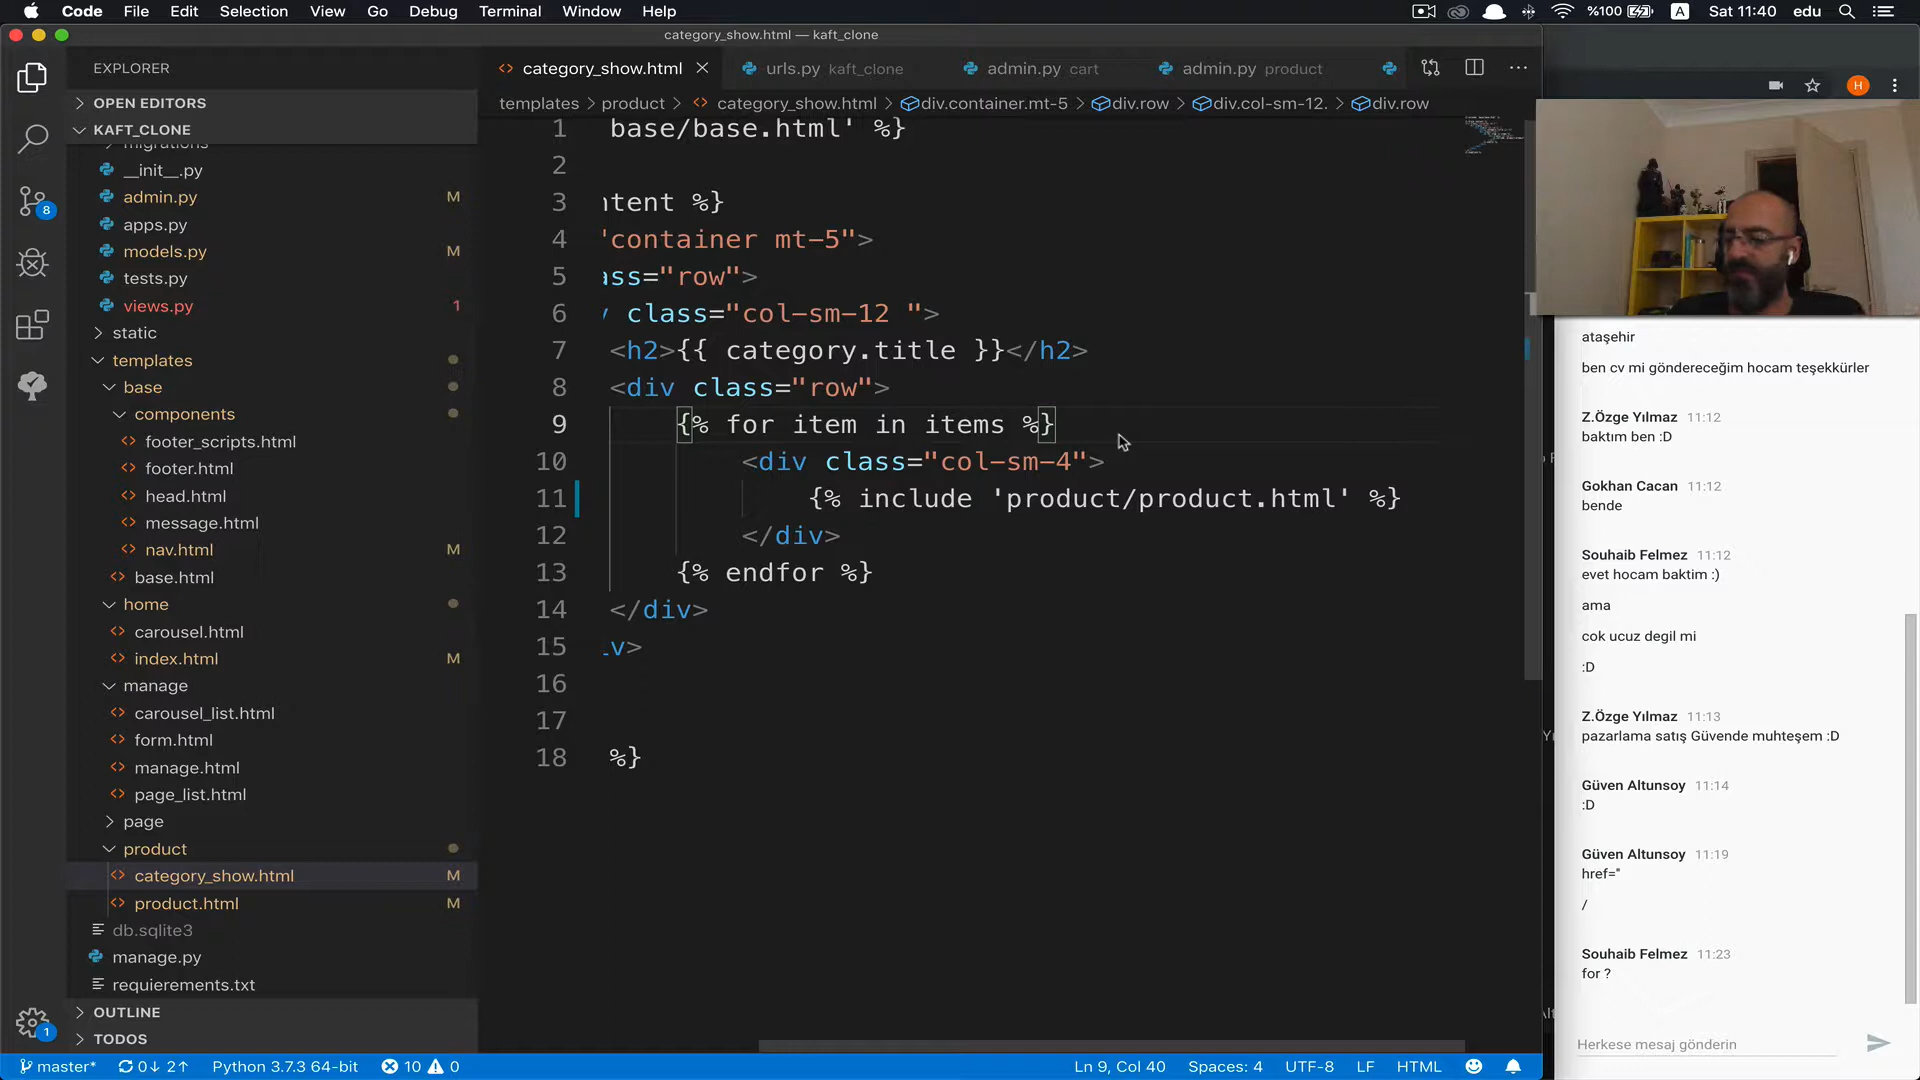 Code File Edit Selection View Go Debug Terminal Window Help %100 A Sat 11:40 edu
category_show.html — kaft_clone
EXPLORER
OPEN EDITORS
KAFT_CLONE
migrations
__init__.py
admin.py M
apps.py
models.py M
tests.py
views.py 1
static
templates
base
components
footer_scripts.html
footer.html
head.html
message.html
nav.html M
base.html
home
carousel.html
index.html M
manage
carousel_list.html
form.html
manage.html
page_list.html
page
product
category_show.html M
product.html M
db.sqlite3
manage.py
requierements.txt
OUTLINE
TODOS
8
1
category_show.html urls.py kaft_clone admin.py cart admin.py product
templates > product > category_show.html > div.container.mt-5 > div.row > div.col-sm-12. > div.row
1 base/base.html' %}
2
3 ntent %}
4 "container mt-5">
5 ass="row">
6 class="col-sm-12 ">
7 <h2>{{ category.title }}</h2>
8 <div class="row">
9 {% for item in items %}
10 <div class="col-sm-4">
11 {% include 'product/product.html' %}
12 </div>
13 {% endfor %}
14 </div>
15 iv>
16
17
18 %}
master* 0↓ 2↑ Python 3.7.3 64-bit 10 0 Ln 9, Col 40 Spaces: 4 UTF-8 LF HTML
H
ataşehir
ben cv mi göndereceğim hocam teşekkürler
Z.Özge Yılmaz 11:12
baktım ben :D
Gokhan Cacan 11:12
bende
Souhaib Felmez 11:12
evet hocam baktim :)
ama
cok ucuz degil mi
:D
Z.Özge Yılmaz 11:13
pazarlama satış Güvende muhteşem :D
Güven Altunsoy 11:14
:D
Güven Altunsoy 11:19
href="
/
Souhaib Felmez 11:23
for ?
Herkese mesaj gönderin